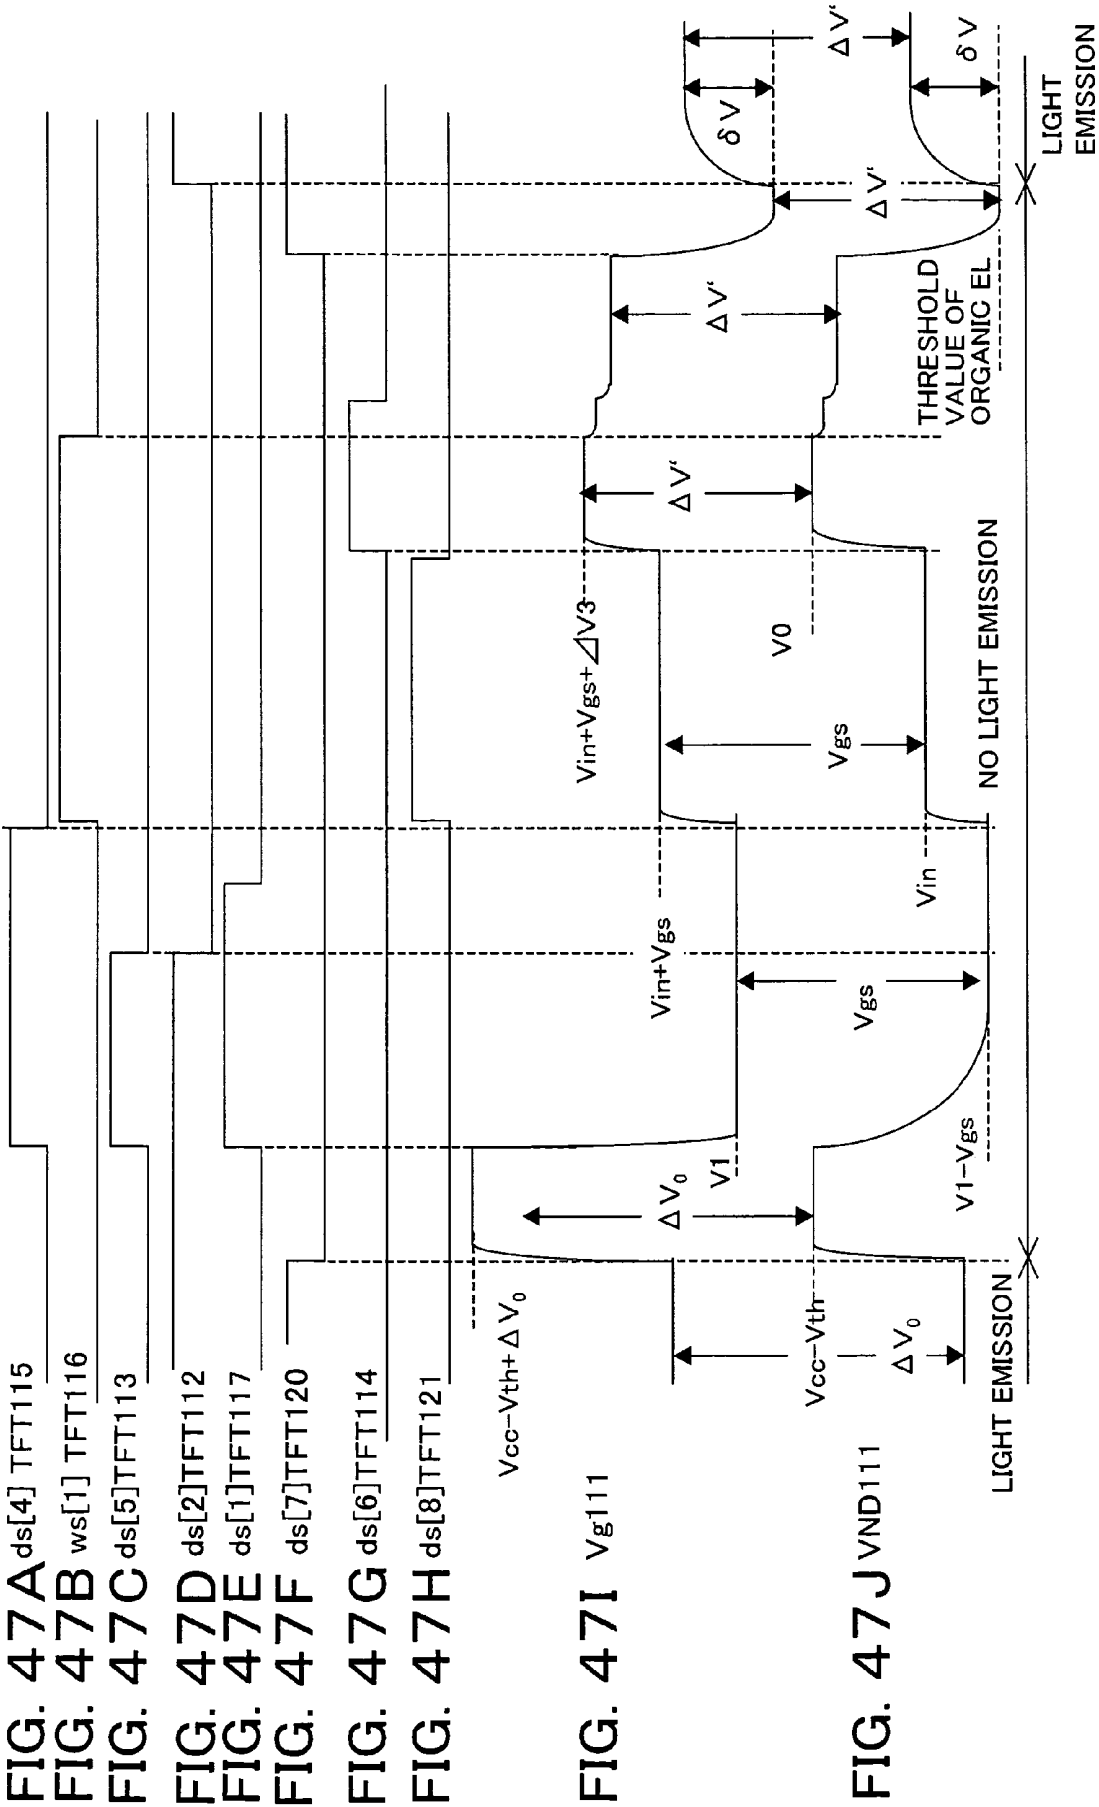 FIG. 47A ds[4] TFT115
FIG. 47B ws[1] TFT116
FIG. 47C ds[5]TFT113
FIG. 47D ds[2]TFT112
FIG. 47E ds[1]TFT117
FIG. 47F ds[7]TFT120
FIG. 47G ds[6]TFT114
FIG. 47H ds[8]TFT121
FIG. 47I Vg111
Vcc-Vth+ΔV₀
ΔV₀
V1
Vin+Vgs
Vin+Vgs+ΔV3
ΔV'
ΔV'
δV
ΔV'
FIG. 47J VND111
Vcc-Vth
ΔV₀
V1-Vgs
Vgs
Vin
Vgs
V0
THRESHOLD
VALUE OF
ORGANIC EL
ΔV'
δV
LIGHT EMISSION
NO LIGHT EMISSION
LIGHT
EMISSION